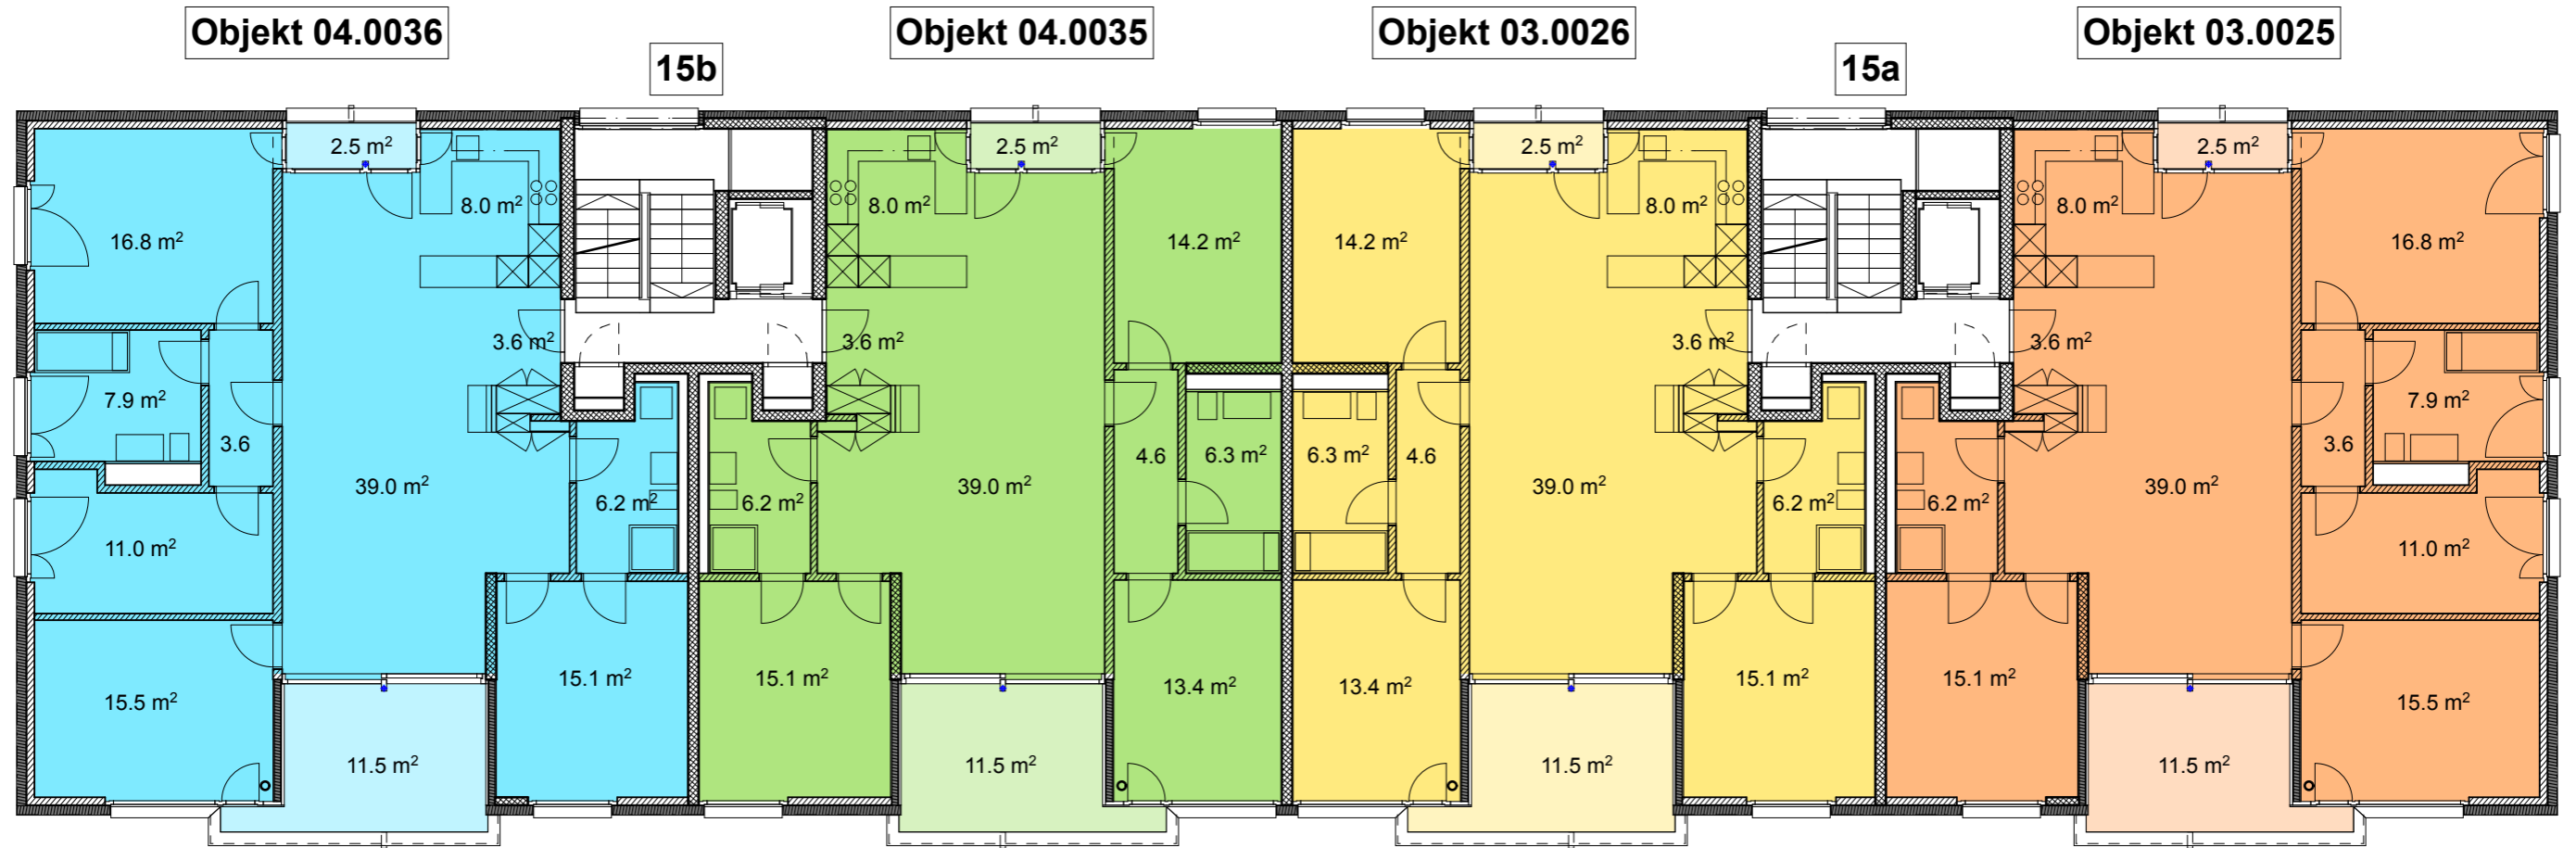 Objekt 04.0036
Objekt 04.0035
Objekt 03.0026
Objekt 03.0025
15b
15a
2.5 m²
2.5 m²
2.5 m²
2.5 m²
8.0 m²
8.0 m²
8.0 m²
8.0 m²
16.8 m²
14.2 m²
14.2 m²
16.8 m²
3.6 m²
3.6 m²
3.6 m²
3.6 m²
7.9 m²
7.9 m²
3.6
4.6
6.3 m²
6.3 m²
4.6
3.6
39.0 m²
39.0 m²
39.0 m²
39.0 m²
6.2 m²
6.2 m²
6.2 m²
6.2 m²
11.0 m²
11.0 m²
15.5 m²
15.1 m²
15.1 m²
13.4 m²
13.4 m²
15.1 m²
15.1 m²
15.5 m²
11.5 m²
11.5 m²
11.5 m²
11.5 m²